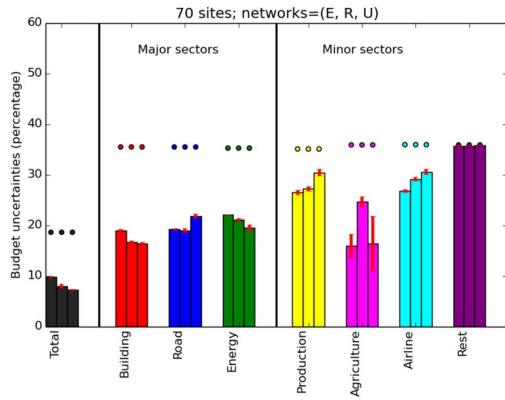 70 sites; networks=(E, R, U)
Major sectors
Minor sectors
Budget uncertainties (percentage)
60
50
40
30
20
10
0
Total
Building
Road
Energy
Production
Agriculture
Airline
Rest